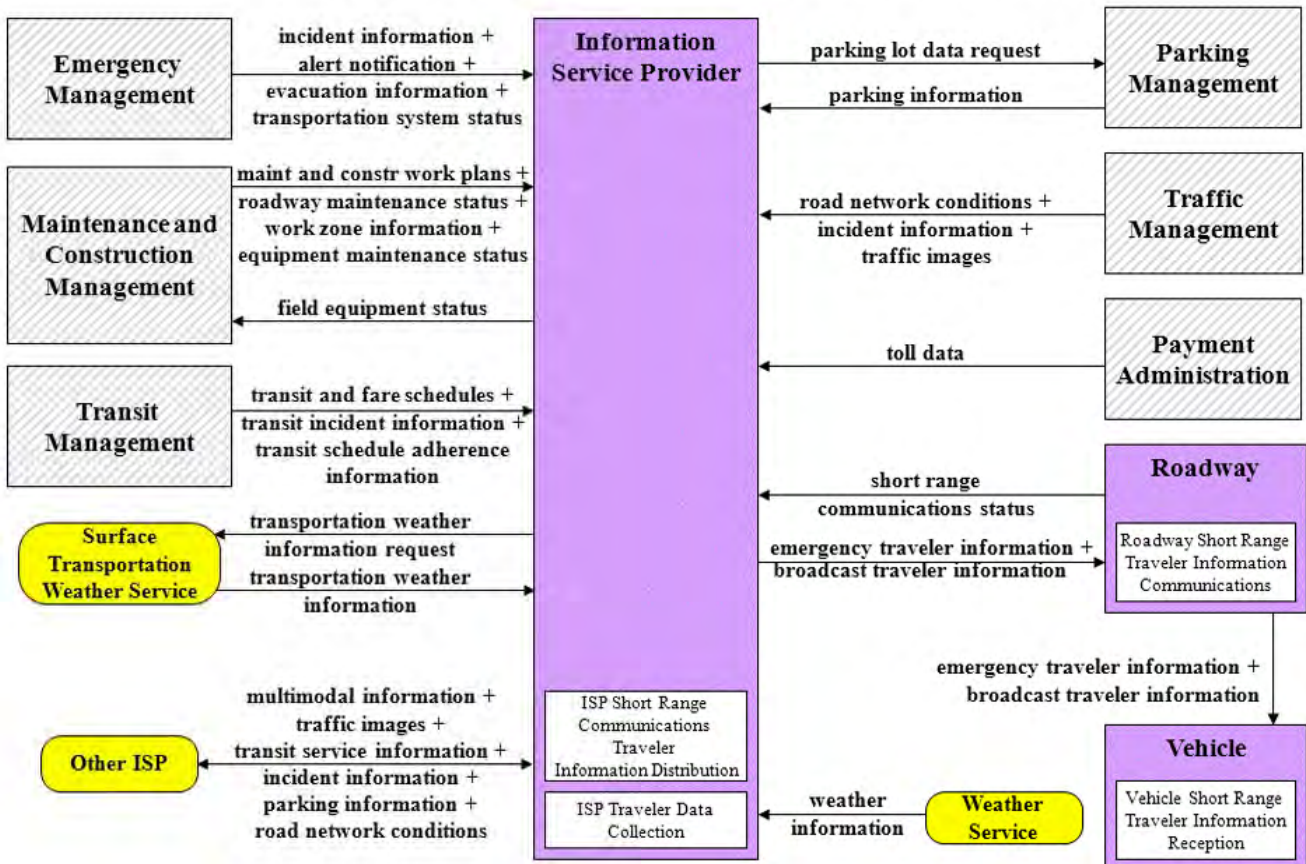 Emergency
Management
incident information +
alert notification +
evacuation information +
transportation system status
Maintenance and
Construction
Management
maint and constr work plans +
roadway maintenance status +
work zone information +
equipment maintenance status
field equipment status
Transit
Management
transit and fare schedules +
transit incident information +
transit schedule adherence
information
Surface
Transportation
Weather Service
transportation weather
information request
transportation weather
information
Other ISP
multimodal information +
traffic images +
transit service information +
incident information +
parking information +
road network conditions
Information
Service Provider
ISP Short Range
Communications
Traveler
Information Distribution
ISP Traveler Data
Collection
parking lot data request
parking information
Parking
Management
road network conditions +
incident information +
traffic images
Traffic
Management
toll data
Payment
Administration
short range
communications status
emergency traveler information +
broadcast traveler information
Roadway
Roadway Short Range
Traveler Information
Communications
emergency traveler information +
broadcast traveler information
weather
information
Weather
Service
Vehicle
Vehicle Short Range
Traveler Information
Reception